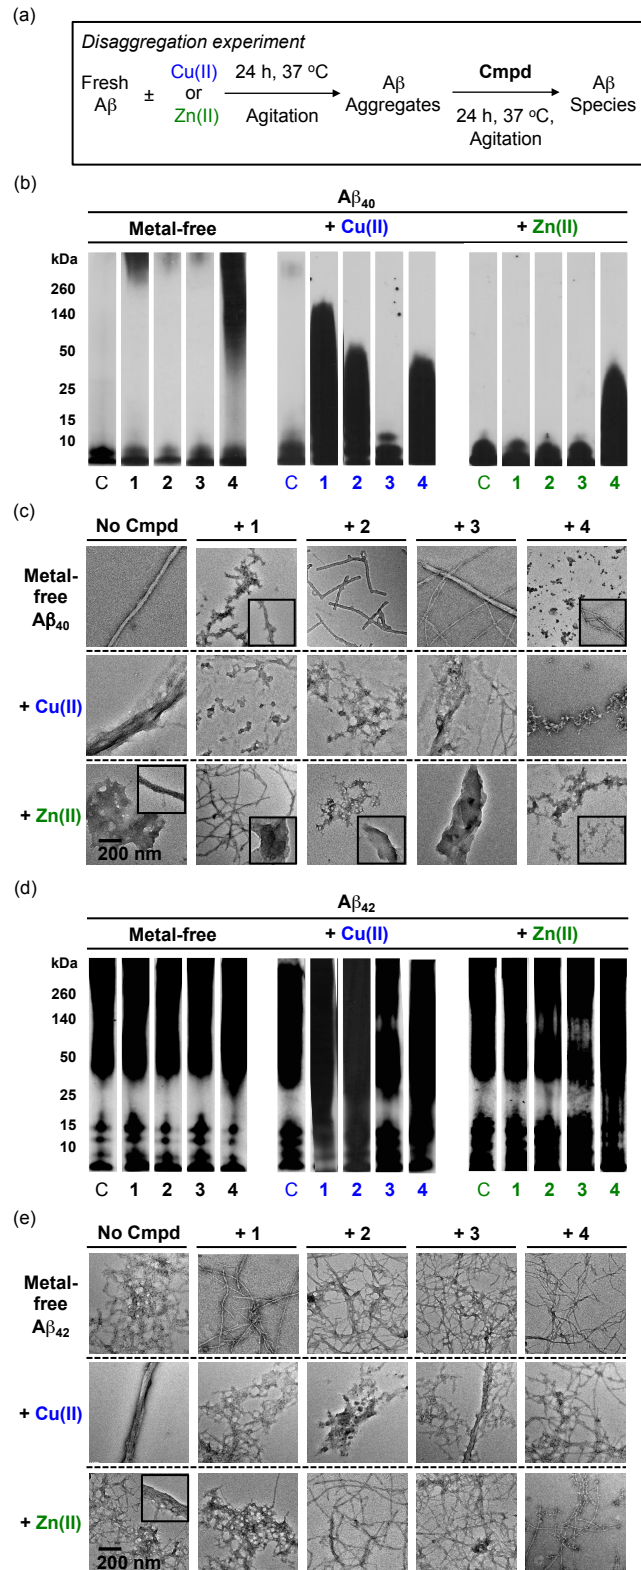 (a)
Disaggregation experiment
Fresh Aβ ± Cu(II) or Zn(II) 24 h, 37 °C Agitation Aβ Aggregates Cmpd 24 h, 37 °C, Agitation Aβ Species
(b)
Aβ40
Metal-free + Cu(II) + Zn(II)
kDa
260
140
50
25
15
10
C 1 2 3 4 C 1 2 3 4 C 1 2 3 4
(c)
No Cmpd + 1 + 2 + 3 + 4
Metal-free Aβ40
+ Cu(II)
+ Zn(II)
200 nm
(d)
Aβ42
Metal-free + Cu(II) + Zn(II)
kDa
260
140
50
25
15
10
C 1 2 3 4 C 1 2 3 4 C 1 2 3 4
(e)
No Cmpd + 1 + 2 + 3 + 4
Metal-free Aβ42
+ Cu(II)
+ Zn(II)
200 nm